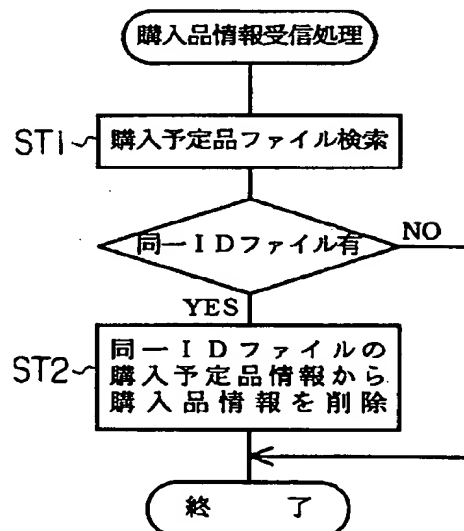 購入品情報受信処理
ST1
購入予定品ファイル検索
同一IDファイル有
NO
YES
ST2
同一IDファイルの
購入予定品情報から
購入品情報を削除
終 了